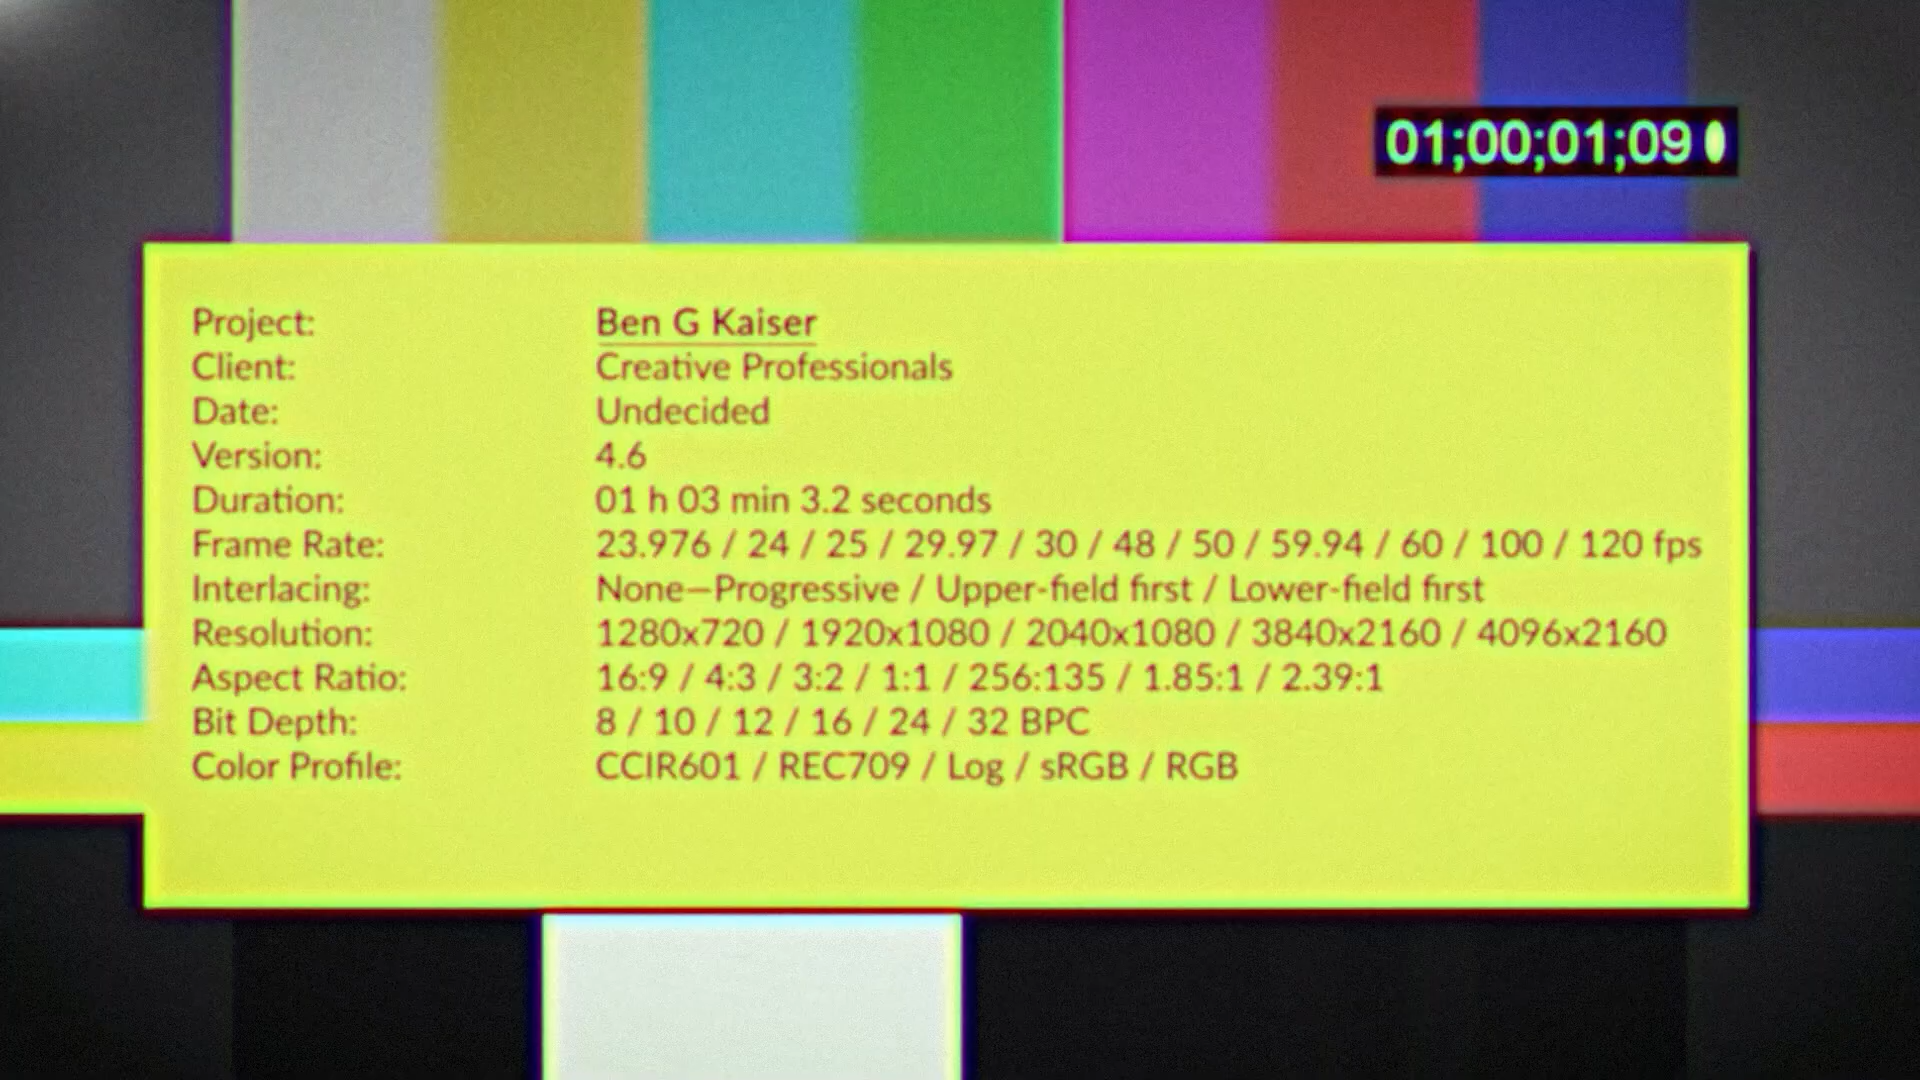 01;00;01;09
Project: Ben G Kaiser
Client: Creative Professionals
Date: Undecided
Version: 4.6
Duration: 01 h 03 min 3.2 seconds
Frame Rate: 23.976 / 24 / 25 / 29.97 / 30 / 48 / 50 / 59.94 / 60 / 100 / 120 fps
Interlacing: None—Progressive / Upper-field first / Lower-field first
Resolution: 1280x720 / 1920x1080 / 2040x1080 / 3840x2160 / 4096x2160
Aspect Ratio: 16:9 / 4:3 / 3:2 / 1:1 / 256:135 / 1.85:1 / 2.39:1
Bit Depth: 8 / 10 / 12 / 16 / 24 / 32 BPC
Color Profile: CCIR601 / REC709 / Log / sRGB / RGB